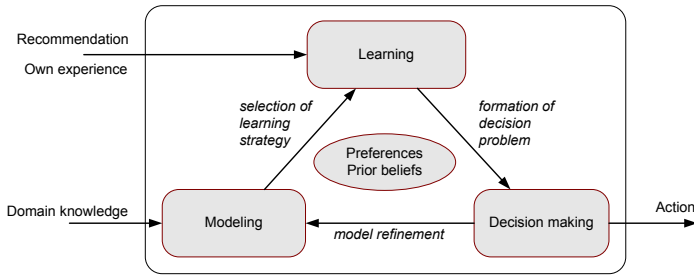 Recommendation
Own experience
Learning
selection of
learning
strategy
formation of
decision
problem
Preferences
Prior beliefs
Domain knowledge
Modeling
model refinement
Decision making
Action